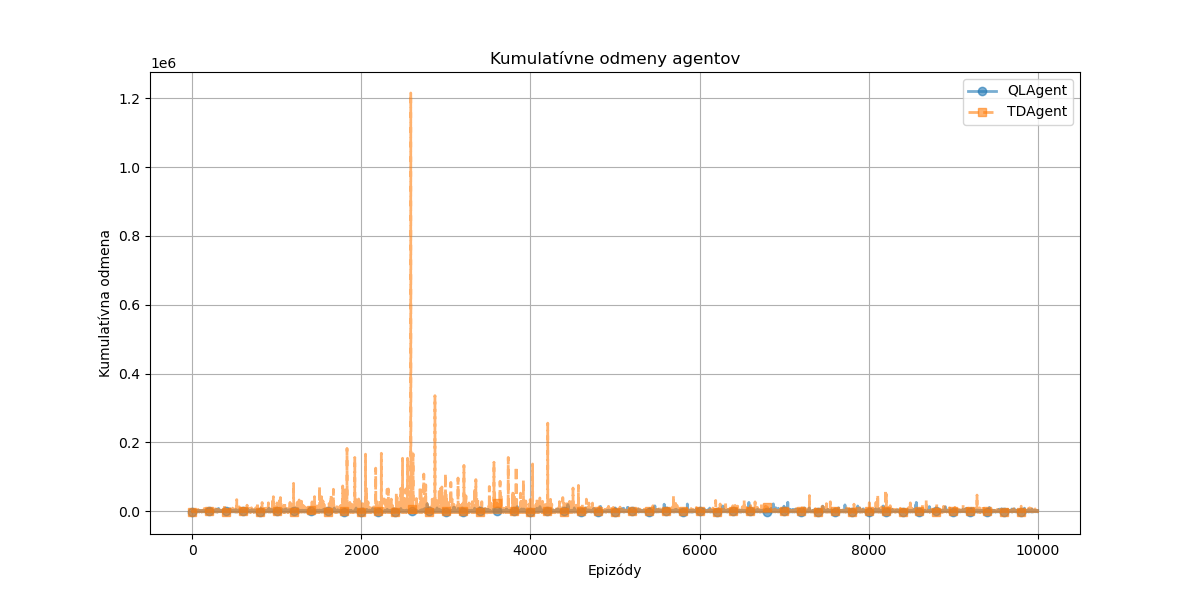 Kumulatívne odmeny agentov
1e6
QLAgent
TDAgent
1.2
1.0
0.8
0.6
0.4
0.2
0.0
Kumulatívna odmena
0 2000 4000 6000 8000 10000
Epizódy